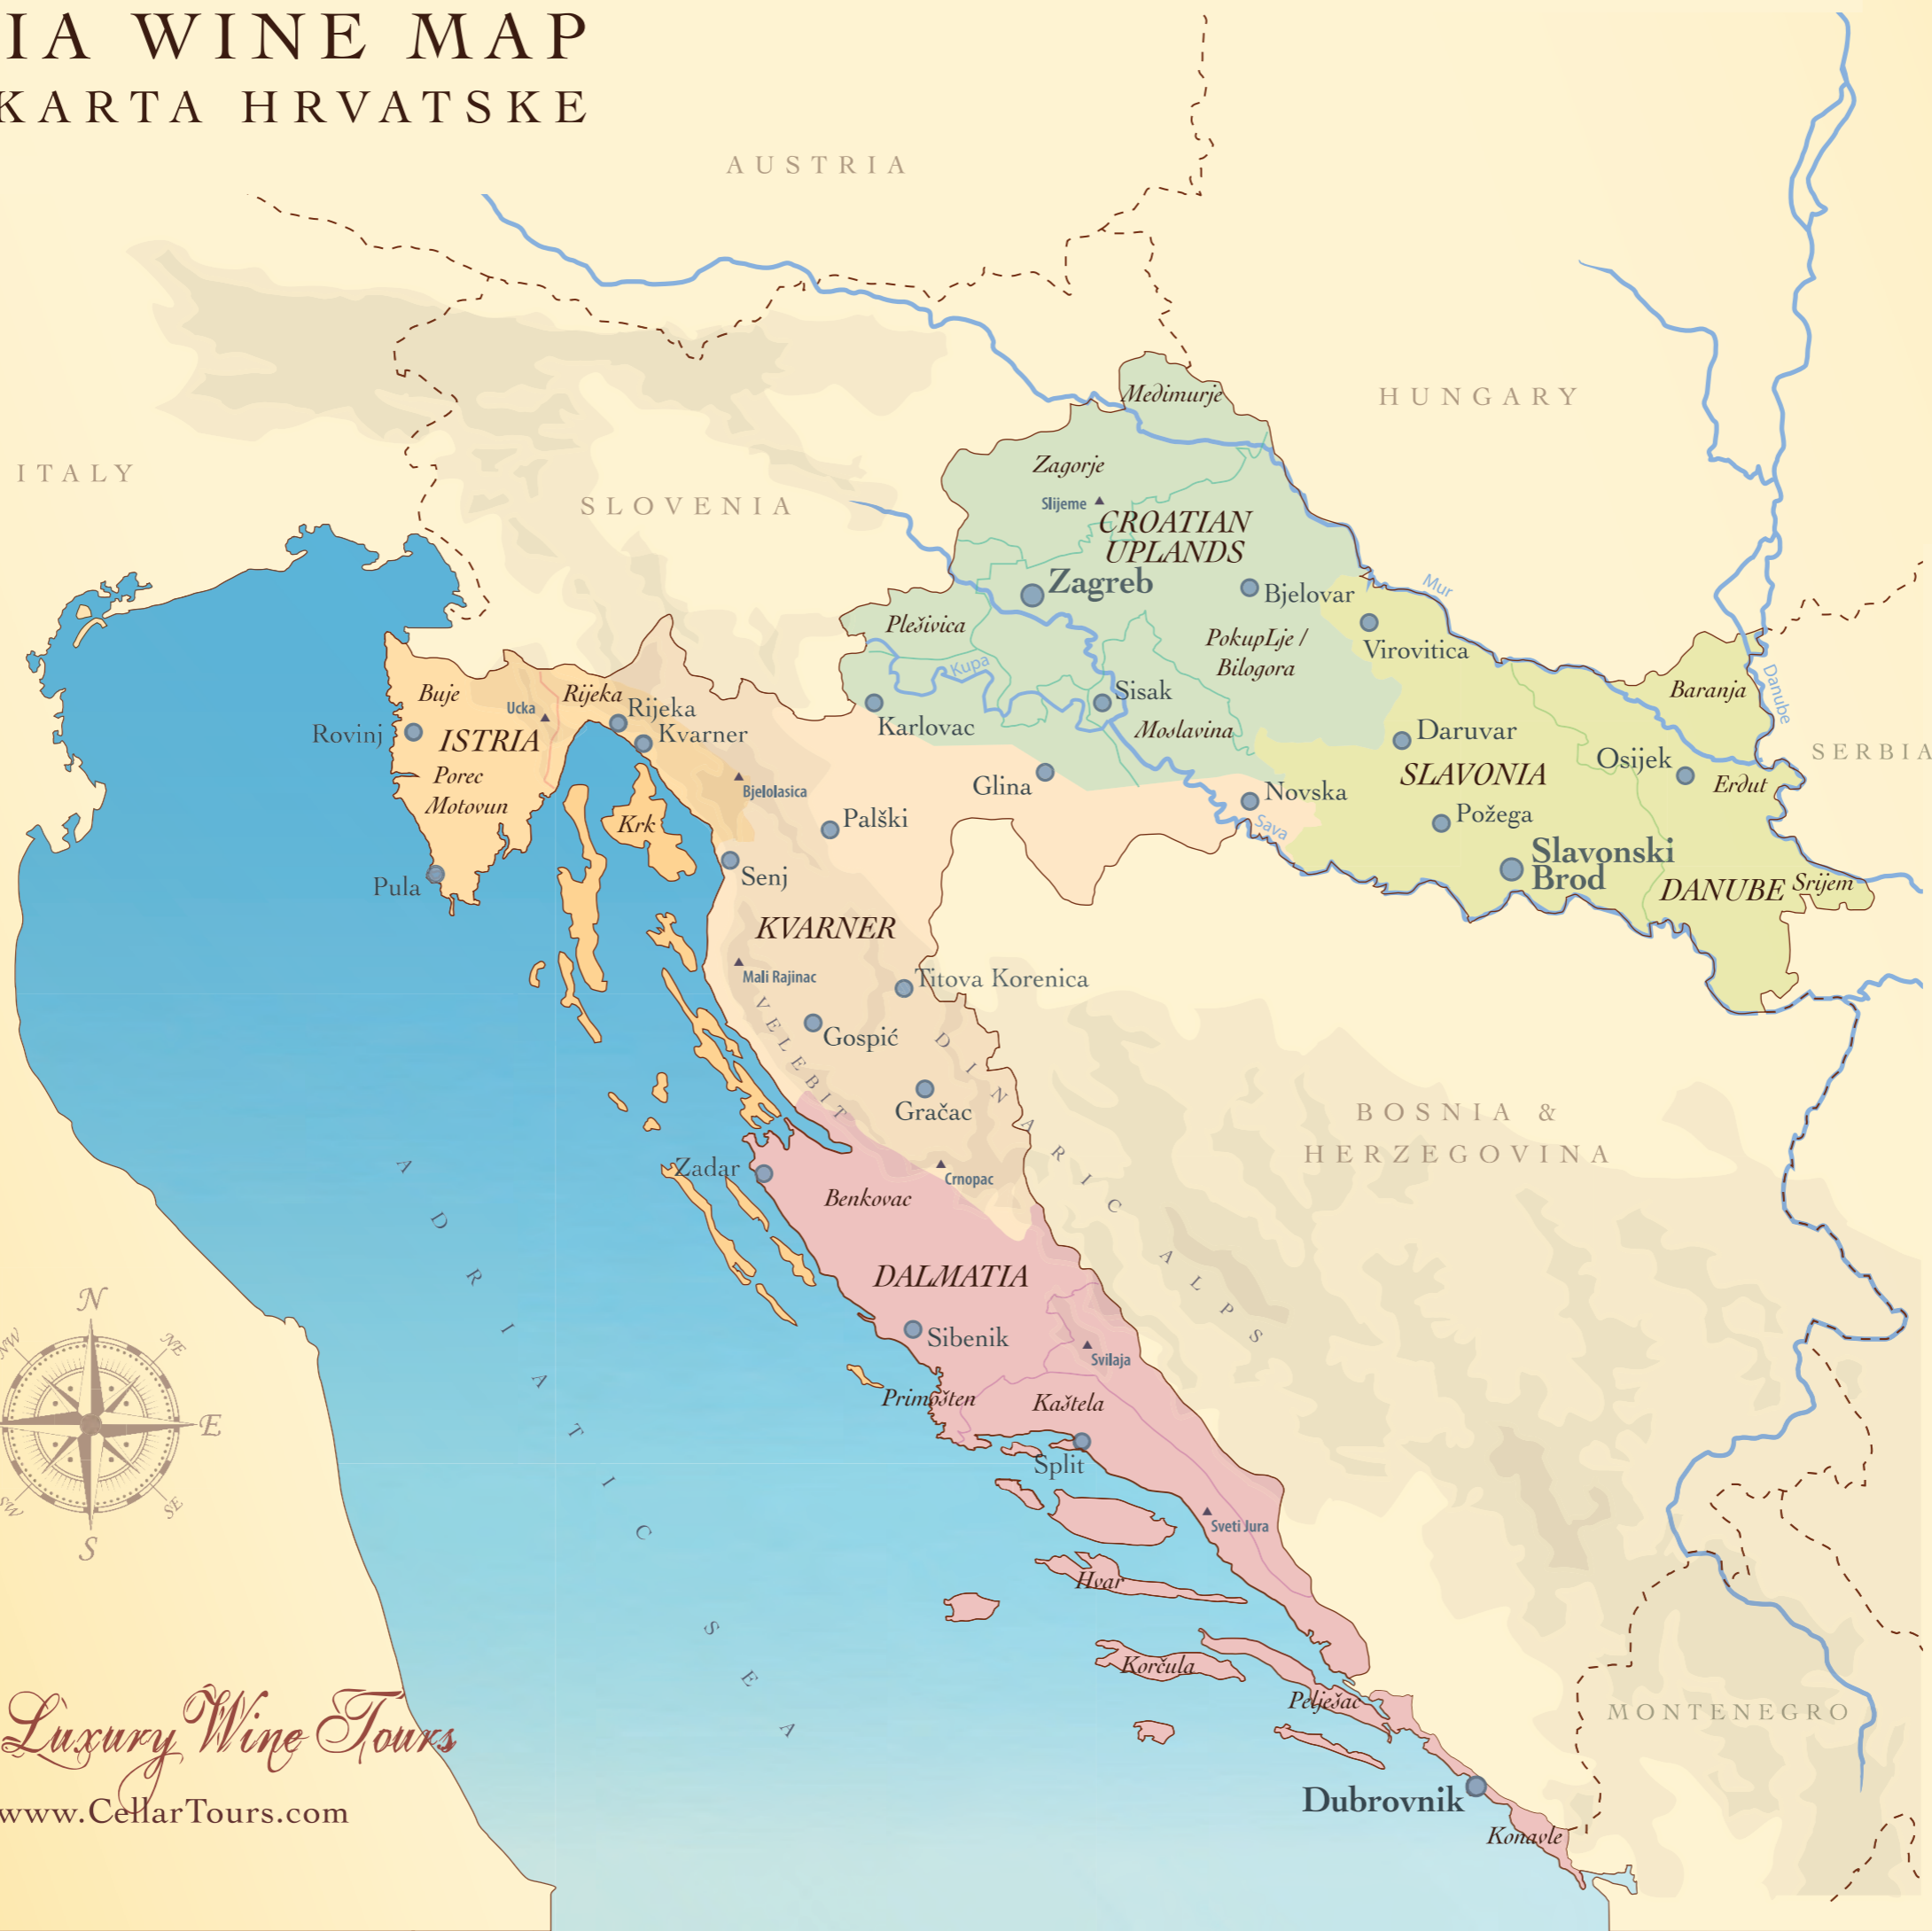 IA WINE MAP
KARTA HRVATSKE
AUSTRIA
HUNGARY
ITALY
SLOVENIA
Međimurje
Zagorje
Slijeme
CROATIAN
UPLANDS
Zagreb
Bjelovar
Mur
Plešivica
PokupLje /
Bilogora
Virovitica
Kupa
Baranja
Danube
Buje
Rijeka
Ucka
Rijeka
Sisak
Rovinj
ISTRIA
Kvarner
Karlovac
Moslavina
Daruvar
SERBIA
Porec
Motovun
Bjelolasica
Glina
Novska
SLAVONIA
Osijek
Erdut
Krk
Palški
Sava
Požega
Pula
Senj
Slavonski
Brod
DANUBE
Srijem
KVARNER
Mali Rajinac
Titova Korenica
VELEBIT
Gospić
DINARIC ALPS
Gračac
BOSNIA &
HERZEGOVINA
ADRIATIC SEA
Zadar
Crnopac
Benkovac
DALMATIA
N
NW
NE
E
SW
SE
S
Sibenik
Svilaja
Primošten
Kaštela
Split
Sveti Jura
Hvar
Korčula
Pelješac
MONTENEGRO
Luxury Wine Tours
www.CellarTours.com
Dubrovnik
Konavle